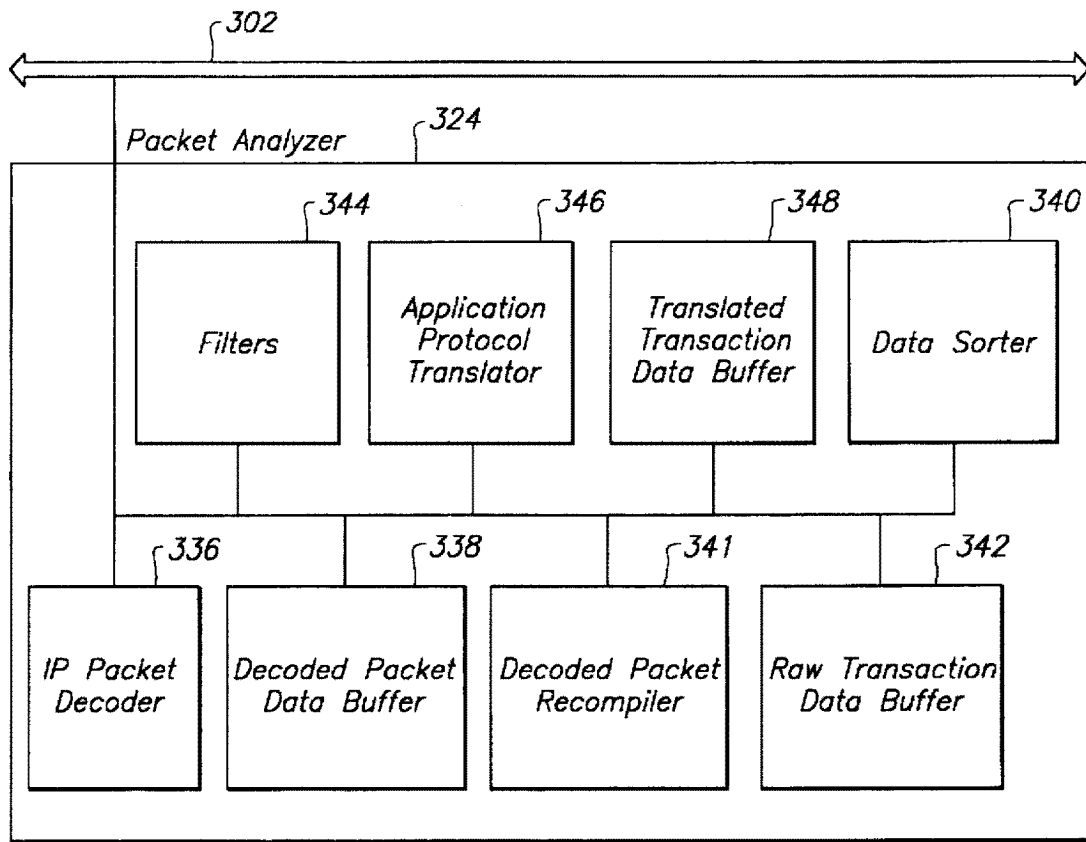 302
324
Packet Analyzer
344
346
348
340
Filters
Application
Protocol
Translator
Translated
Transaction
Data Buffer
Data Sorter
336
338
341
342
IP Packet
Decoder
Decoded Packet
Data Buffer
Decoded Packet
Recompiler
Raw Transaction
Data Buffer